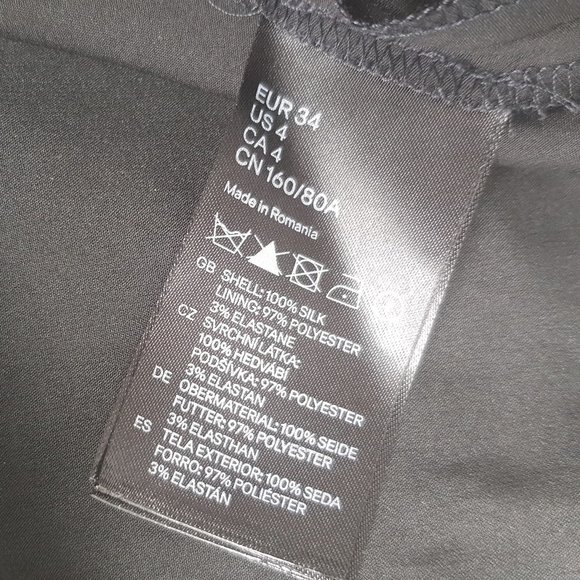 EUR 34
US 4
CA 4
CN 160/80A
Made in Romania
GB SHELL: 100% SILK
LINING: 97% POLYESTER
3% ELASTANE
CZ SVRCHNÍ LÁTKA:
100% HEDVÁBÍ
PODŠÍVKA: 97% POLYESTER
3% ELASTAN
DE OBERMATERIAL: 100% SEIDE
FUTTER: 97% POLYESTER
3% ELASTHAN
ES TELA EXTERIOR: 100% SEDA
FORRO: 97% POLIÉSTER
3% ELASTÁN